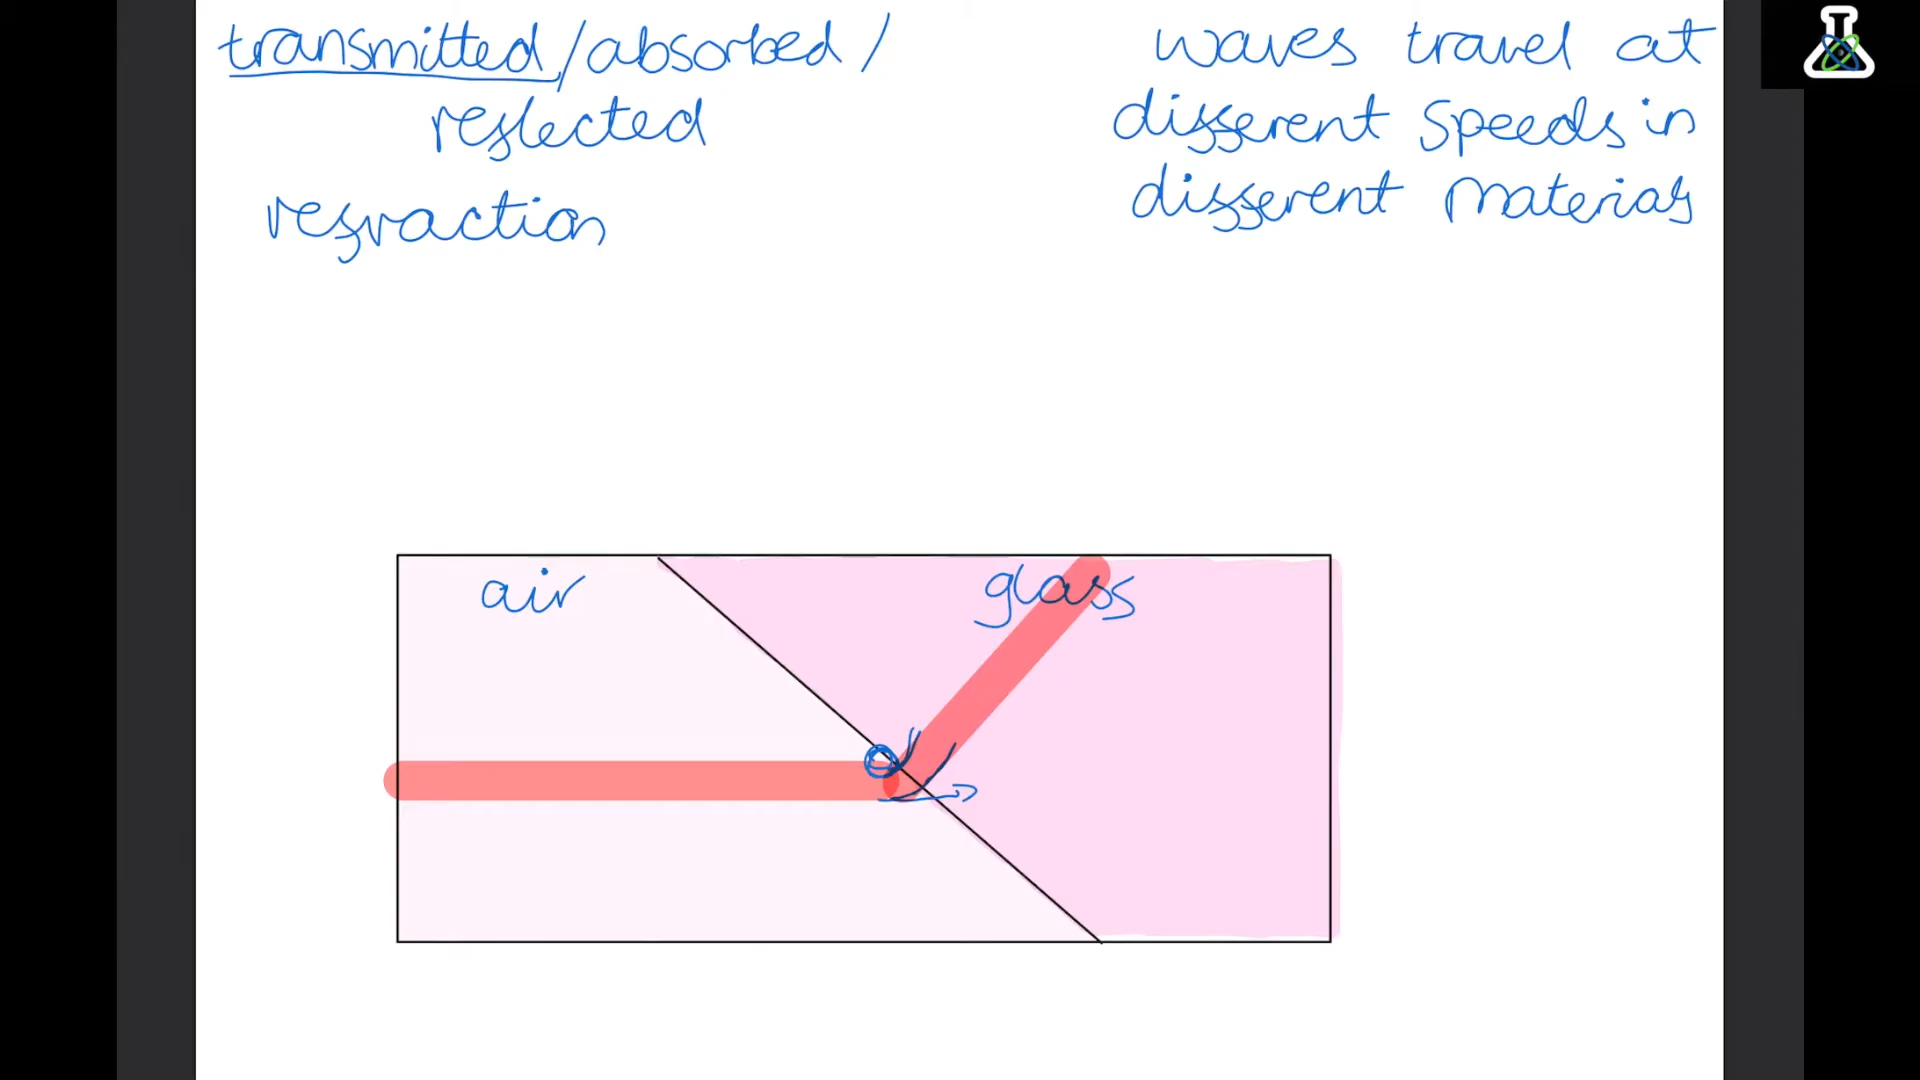 transmitted/absorbed/
reflected
refraction
waves travel at
different speeds in
different materials
air
glass